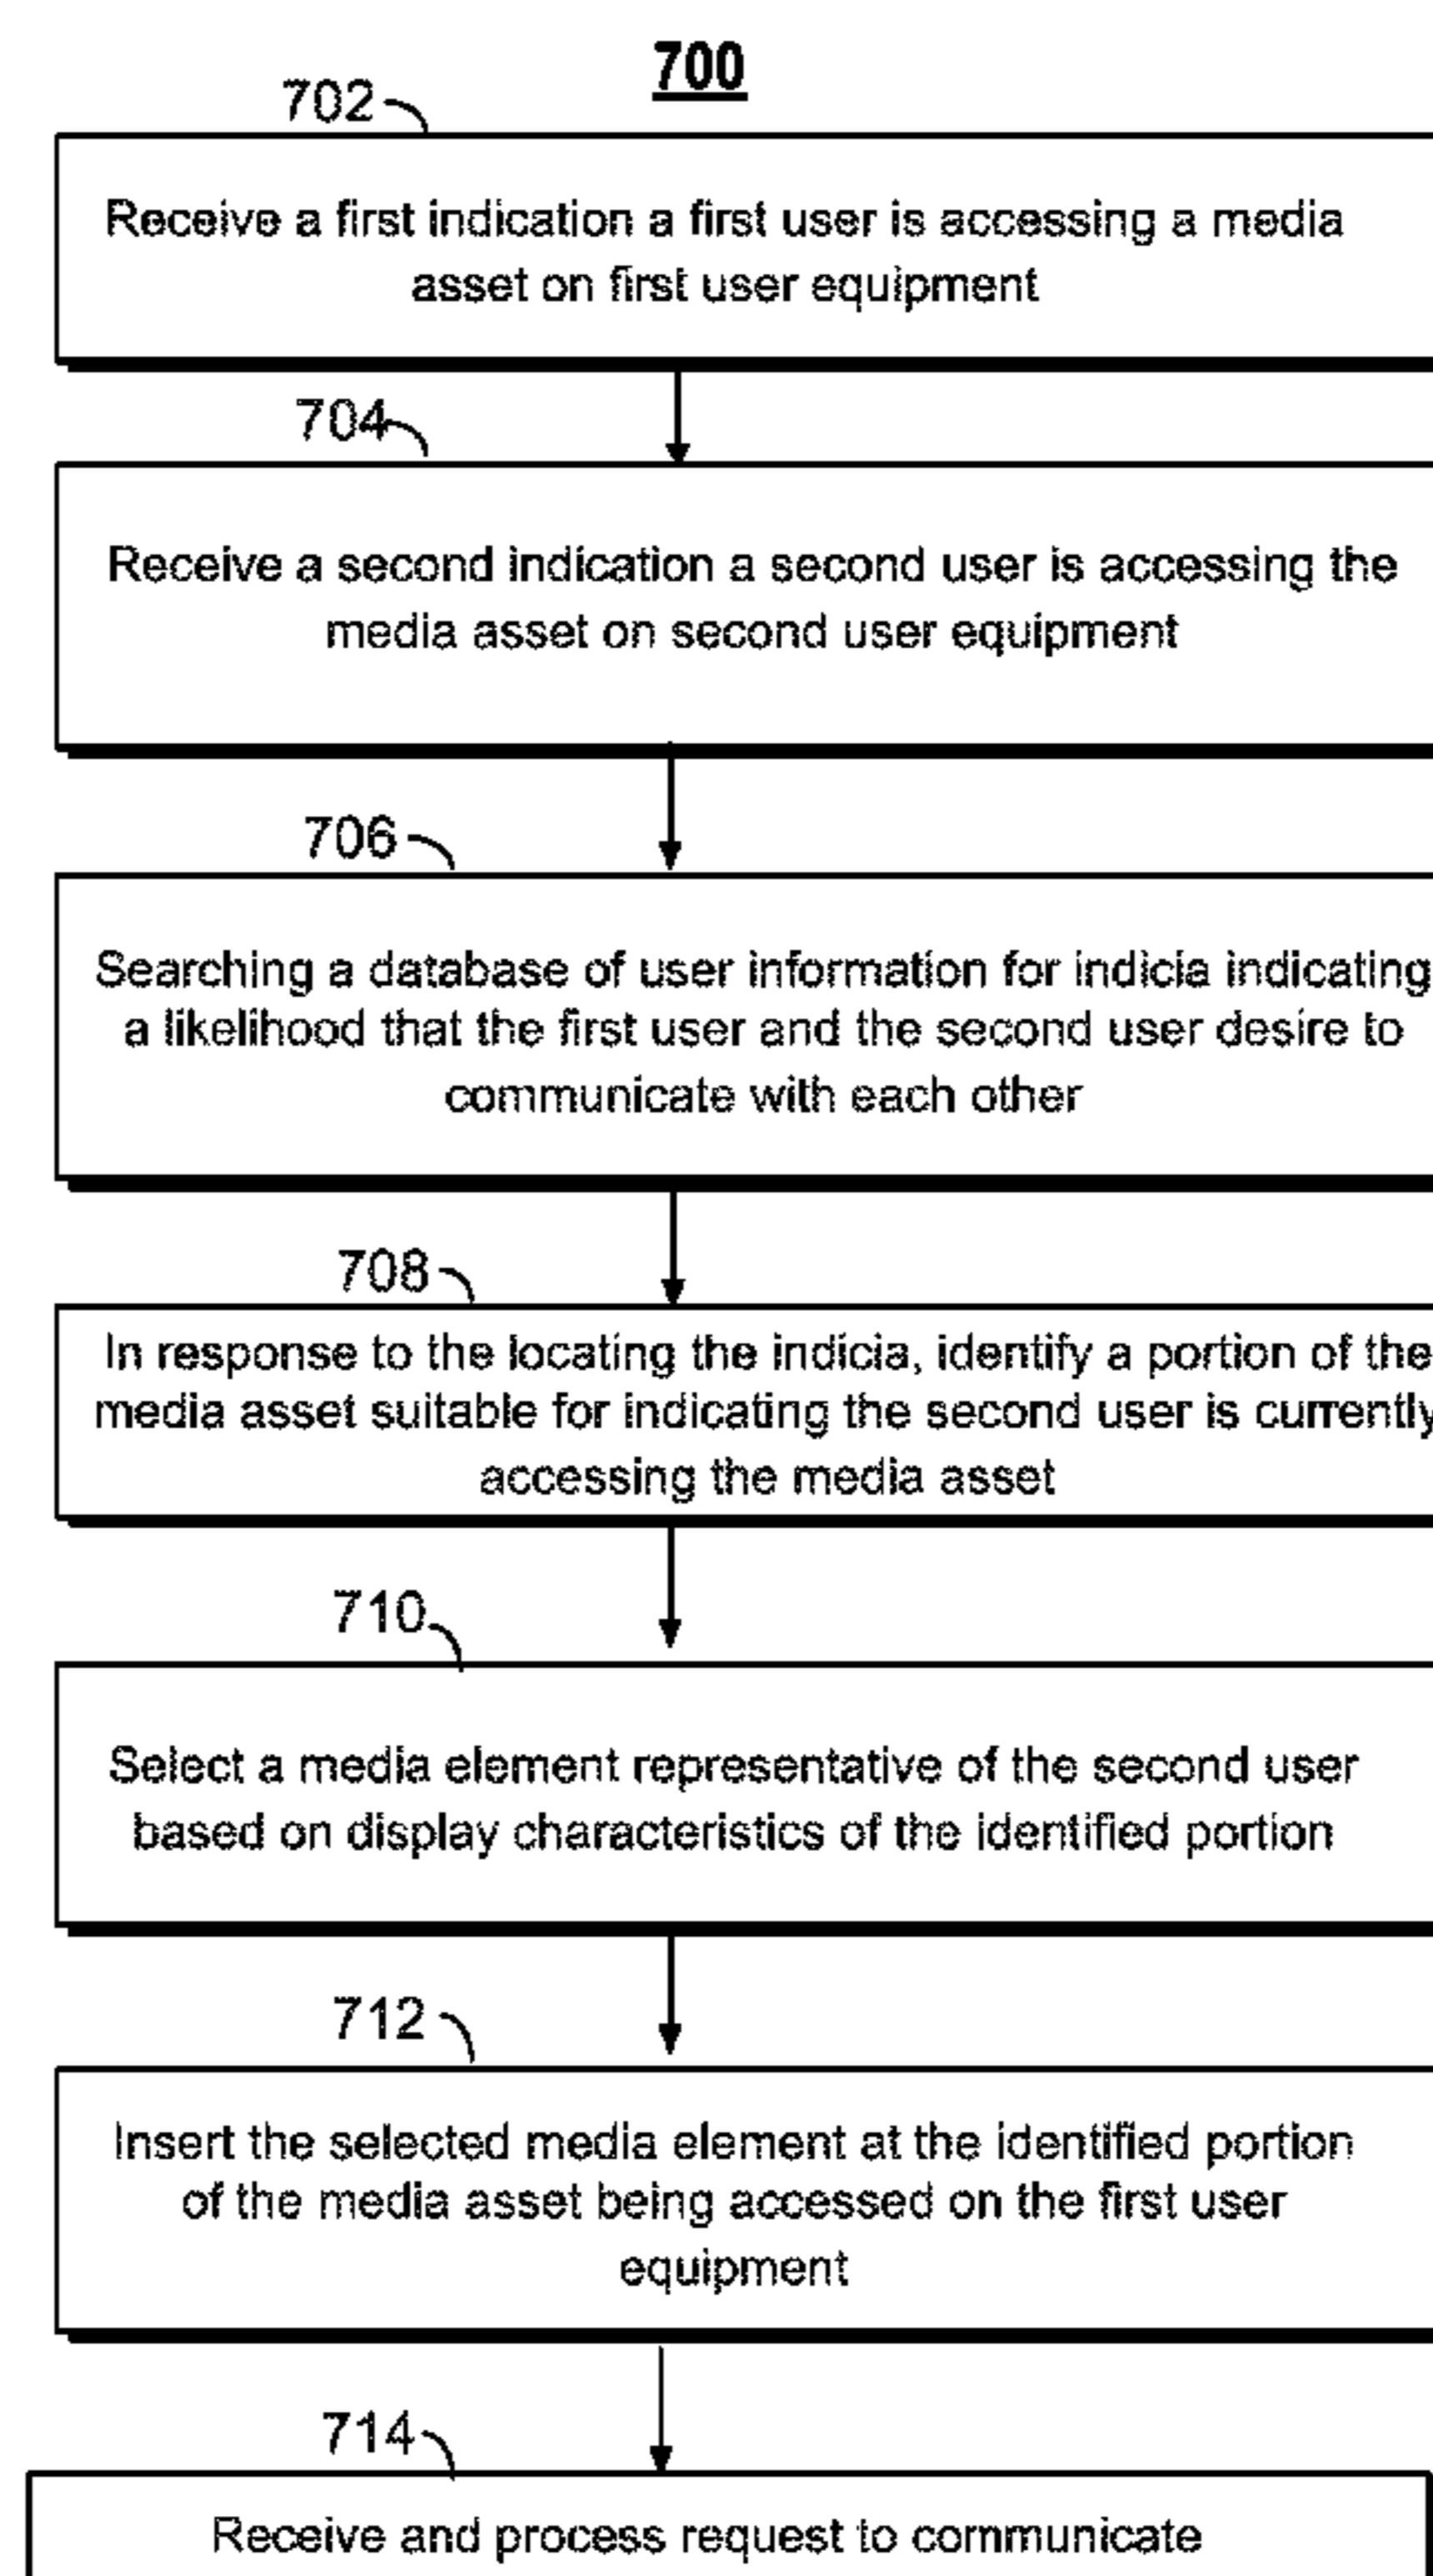 700
702
Receive a first indication a first user is accessing a media
asset on first user equipment
704
Receive a second indication a second user is accessing the
media asset on second user equipment
706
Searching a database of user information for indicia indicating
a likelihood that the first user and the second user desire to
communicate with each other
708
In response to the locating the indicia, identify a portion of the
media asset suitable for indicating the second user is currently
accessing the media asset
710
Select a media element representative of the second user
based on display characteristics of the identified portion
712
Insert the selected media element at the identified portion
of the media asset being accessed on the first user
equipment
714
Receive and process request to communicate